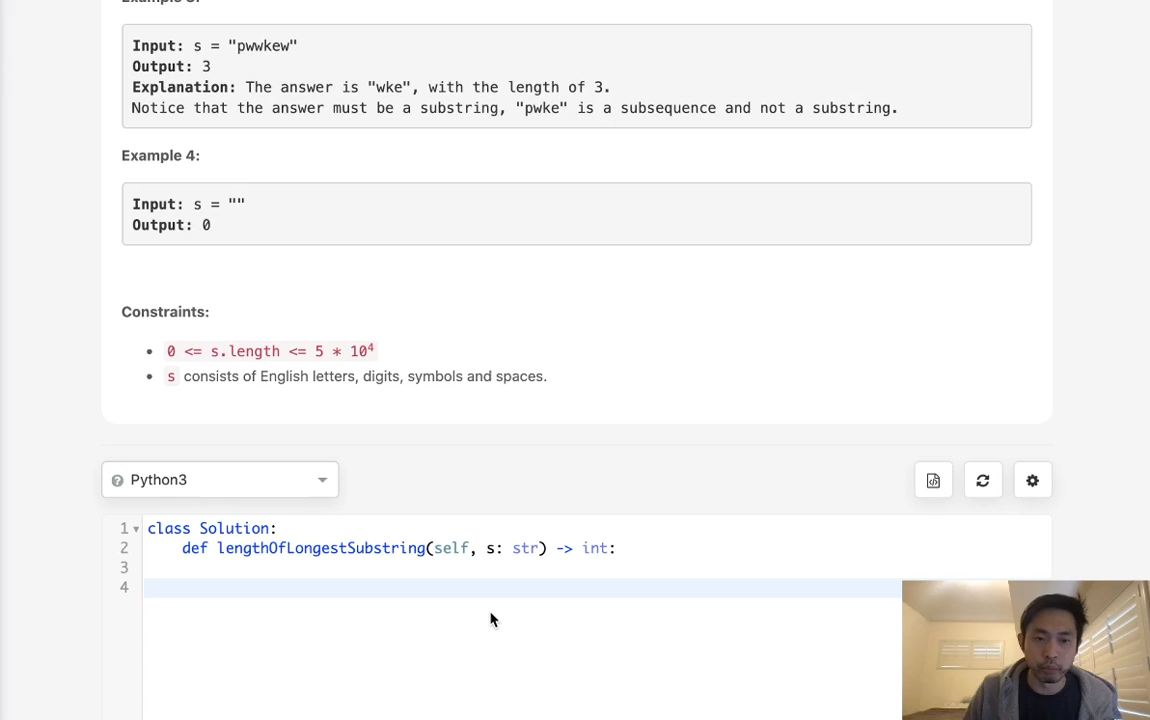 Input: s = "pwwkew"
Output: 3
Explanation: The answer is "wke", with the length of 3.
Notice that the answer must be a substring, "pwke" is a subsequence and not a substring.
Example 4:
Input: s = ""
Output: 0
Constraints:
0 <= s.length <= 5 * 10⁴
s consists of English letters, digits, symbols and spaces.
Python3
1 class Solution:
2 def lengthOfLongestSubstring(self, s: str) -> int:
3
4